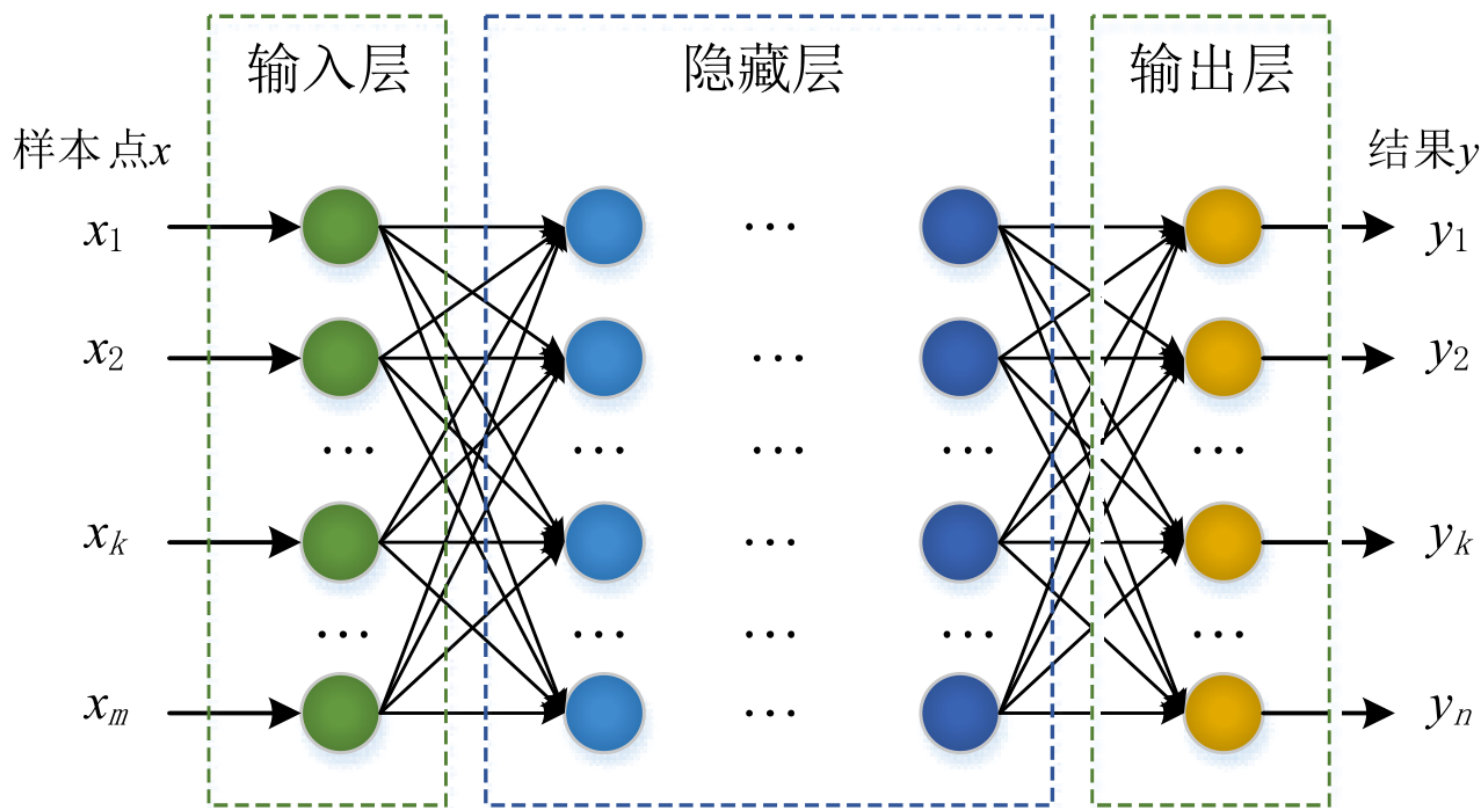 输入层 隐藏层 输出层
样本点x 结果y
x1 … y1
x2 … y2
… … … …
xk … yk
… … … … …
xm … yn